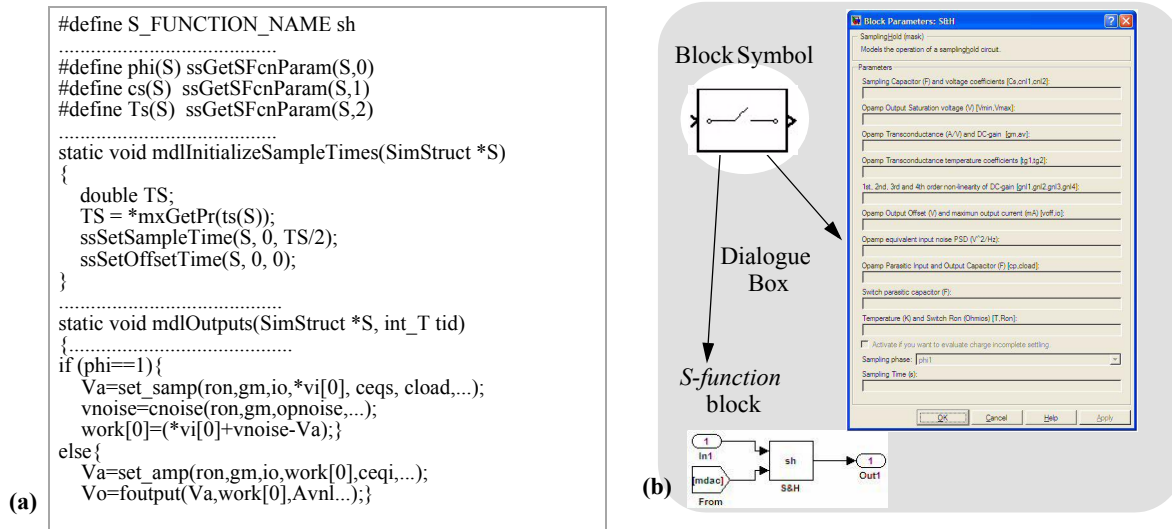 #define S_FUNCTION_NAME sh
.........................................
#define phi(S) ssGetSFcnParam(S,0)
#define cs(S) ssGetSFcnParam(S,1)
#define Ts(S) ssGetSFcnParam(S,2)
.........................................
static void mdlInitializeSampleTimes(SimStruct *S)
{
double TS;
TS = *mxGetPr(ts(S));
ssSetSampleTime(S, 0, TS/2);
ssSetOffsetTime(S, 0, 0);
}
..........................................
static void mdlOutputs(SimStruct *S, int_T tid)
{.........................................
if (phi==1){
Va=set_samp(ron,gm,io,*vi[0], ceqs, cload,...);
vnoise=cnoise(ron,gm,opnoise,...);
work[0]=(*vi[0]+vnoise-Va);}
else{
Va=set_amp(ron,gm,io,work[0],ceqi,...);
Vo=foutput(Va,work[0],Avnl...);}
(a)
Block Symbol
Dialogue
Box
S-function
block
1
In1
[mdac]
From
sh
S&H
1
Out1
(b)
Block Parameters: S&H
SamplingHold (mask)
Models the operation of a samplinghold circuit.
Parameters
Sampling Capacitor (F) and voltage coefficients [Cs,cnl1,cnl2]:
Opamp Output Saturation voltage (V) [Vmin,Vmax]:
Opamp Transconductance (A/V) and DC-gain [gm,av]:
Opamp Transconductance temperature coefficients [tg1,tg2]:
1st, 2nd, 3rd and 4th order non-linearity of DC-gain [gnl1,gnl2,gnl3,gnl4]:
Opamp Output Offset (V) and maximun output current (mA) [voff,io]:
Opamp equivalent input noise PSD (V^2/Hz):
Opamp Parasitic Input and Output Capacitor (F) [cp,cload]:
Switch parasitic capacitor (F):
Temperature (K) and Switch Ron (Ohmios) [T,Ron]:
Activate if you want to evaluate charge incomplete settling.
Sampling phase: phi1
Sampling Time (s):
OK Cancel Help Apply